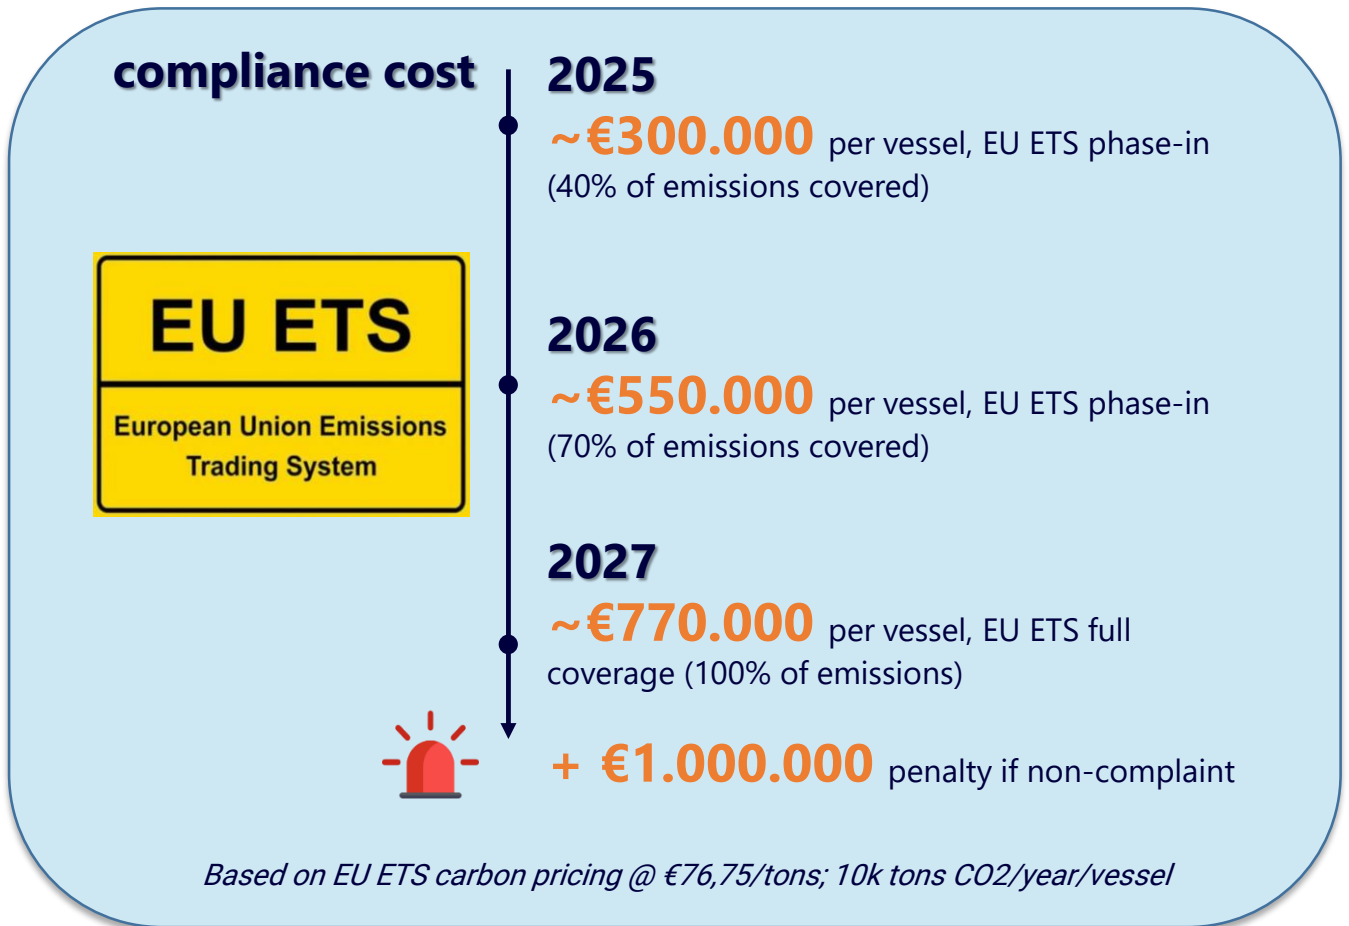 compliance cost
2025
~€300.000 per vessel, EU ETS phase-in
(40% of emissions covered)
EU ETS
European Union Emissions
Trading System
2026
~€550.000 per vessel, EU ETS phase-in
(70% of emissions covered)
2027
~€770.000 per vessel, EU ETS full
coverage (100% of emissions)
+ €1.000.000 penalty if non-complaint
Based on EU ETS carbon pricing @ €76,75/tons; 10k tons CO2/year/vessel